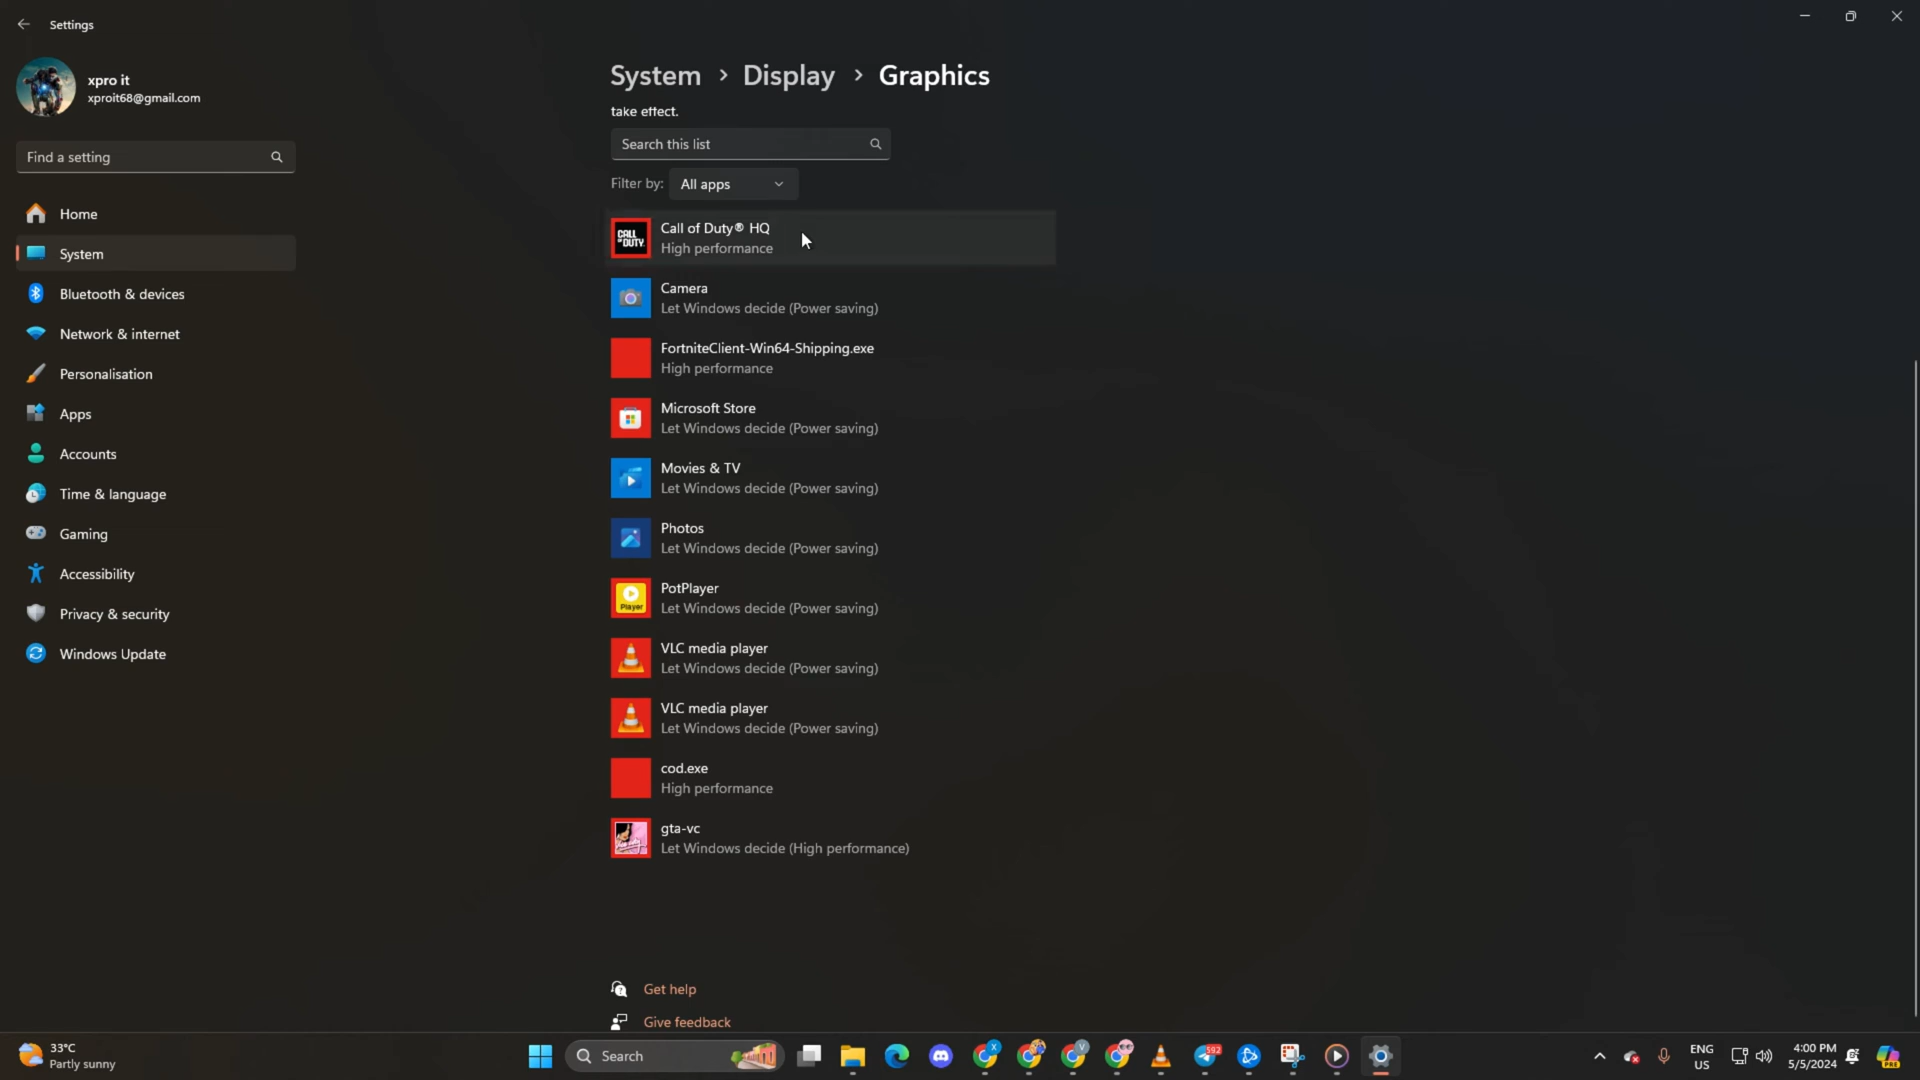 Settings
xpro it
xproit68@gmail.com
Find a setting
Home
System
Bluetooth & devices
Network & internet
Personalisation
Apps
Accounts
Time & language
Gaming
Accessibility
Privacy & security
Windows Update
System > Display > Graphics
take effect.
Search this list
Filter by: All apps
CALL OF DUTY.
Call of Duty® HQ
High performance
Camera
Let Windows decide (Power saving)
FortniteClient-Win64-Shipping.exe
High performance
Microsoft Store
Let Windows decide (Power saving)
Movies & TV
Let Windows decide (Power saving)
Photos
Let Windows decide (Power saving)
Player
PotPlayer
Let Windows decide (Power saving)
VLC media player
Let Windows decide (Power saving)
VLC media player
Let Windows decide (Power saving)
cod.exe
High performance
gta-vc
Let Windows decide (High performance)
Get help
Give feedback
33°C
Partly sunny
Search
X
V
592
ENG
US
4:00 PM
5/5/2024
PRE